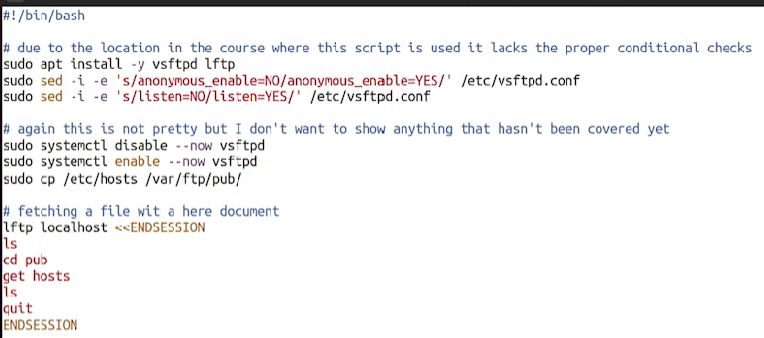 #!/bin/bash
# due to the location in the course where this script is used it lacks the proper conditional checks
sudo apt install -y vsftpd lftp
sudo sed -i -e 's/anonymous_enable=NO/anonymous_enable=YES/' /etc/vsftpd.conf
sudo sed -i -e 's/listen=NO/listen=YES/' /etc/vsftpd.conf
# again this is not pretty but I don't want to show anything that hasn't been covered yet
sudo systemctl disable --now vsftpd
sudo systemctl enable --now vsftpd
sudo cp /etc/hosts /var/ftp/pub/
# fetching a file wit a here document
lftp localhost <<ENDSESSION
ls
cd pub
get hosts
ls
quit
ENDSESSION